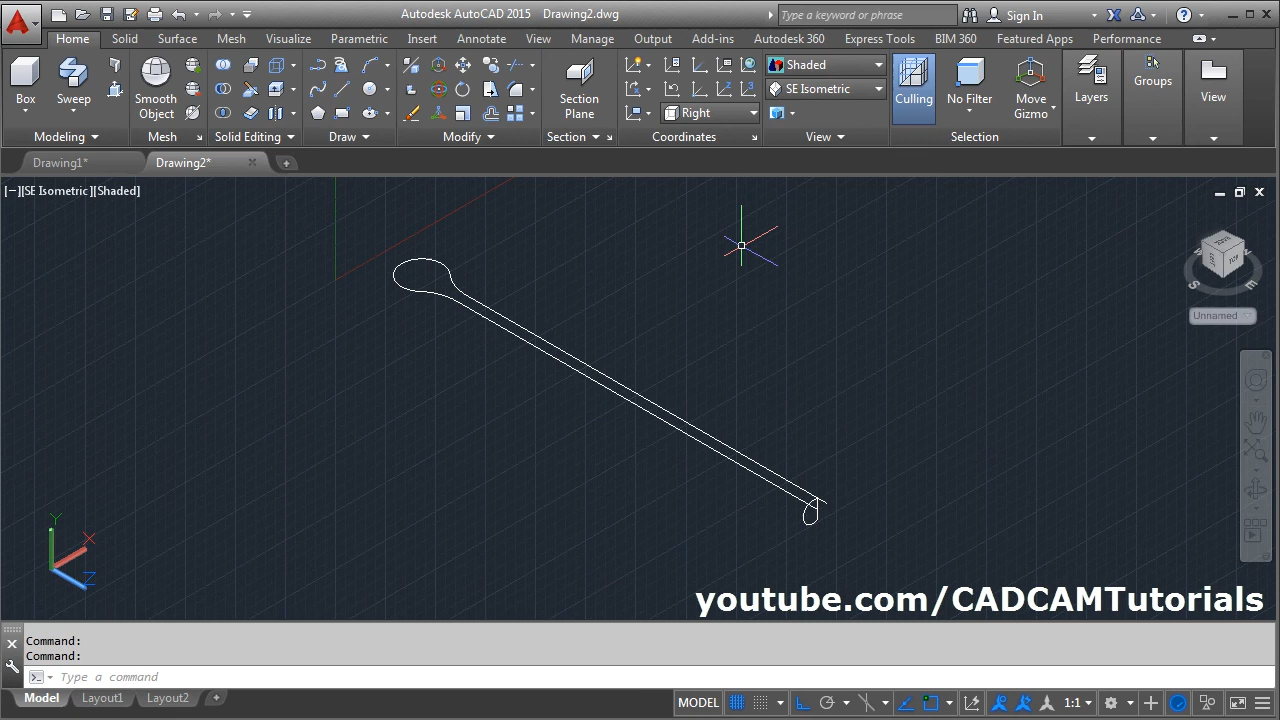 Autodesk AutoCAD 2015 Drawing2.dwg
Type a keyword or phrase
Sign In
Home Solid Surface Mesh Visualize Parametric Insert Annotate View Manage Output Add-ins Autodesk 360 Express Tools BIM 360 Featured Apps Performance
Box
Sweep
Smooth Object
Section Plane
Right
Shaded
SE Isometric
Culling
No Filter
Move Gizmo
Layers
Groups
View
Modeling Mesh Solid Editing Draw Modify Section Coordinates View Selection
Drawing1* Drawing2*
[−][SE Isometric][Shaded]
S E
TOP
Unnamed
Y
X
Z
youtube.com/CADCAMTutorials
Command:
Command:
Type a command
Model Layout1 Layout2
MODEL 1:1